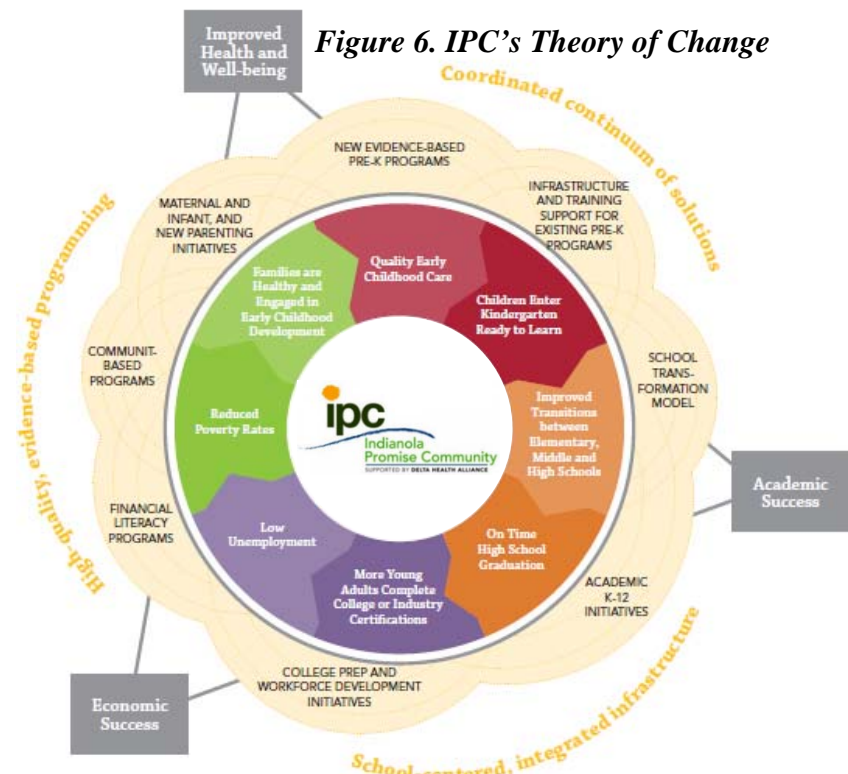 Figure 6. IPC's Theory of Change
Improved
Health and
Well-being
Coordinated continuum of solutions
NEW EVIDENCE-BASED
PRE-K PROGRAMS
INFRASTRUCTURE
AND TRAINING
SUPPORT FOR
EXISTING PRE-K
PROGRAMS
MATERNAL AND
INFANT, AND
NEW PARENTING
INITIATIVES
High-quality, evidence-based programming
Quality Early
Childhood Care
Families are
Healthy and
Engaged in
Early Childhood
Development
Children Enter
Kindergarten
Ready to Learn
COMMUNIT-
BASED
PROGRAMS
SCHOOL
TRANS-
FORMATION
MODEL
Reduced
Poverty Rates
ipc
Indianola
Promise Community
SUPPORTED BY DELTA HEALTH ALLIANCE
Improved
Transitions
between
Elementary,
Middle and
High Schools
Academic
Success
FINANCIAL
LITERACY
PROGRAMS
Low
Unemployment
On Time
High School
Graduation
More Young
Adults Complete
College or Industry
Certifications
ACADEMIC
K-12
INITIATIVES
COLLEGE PREP AND
WORKFORCE DEVELOPMENT
INITIATIVES
Economic
Success
School-centered, integrated infrastructure